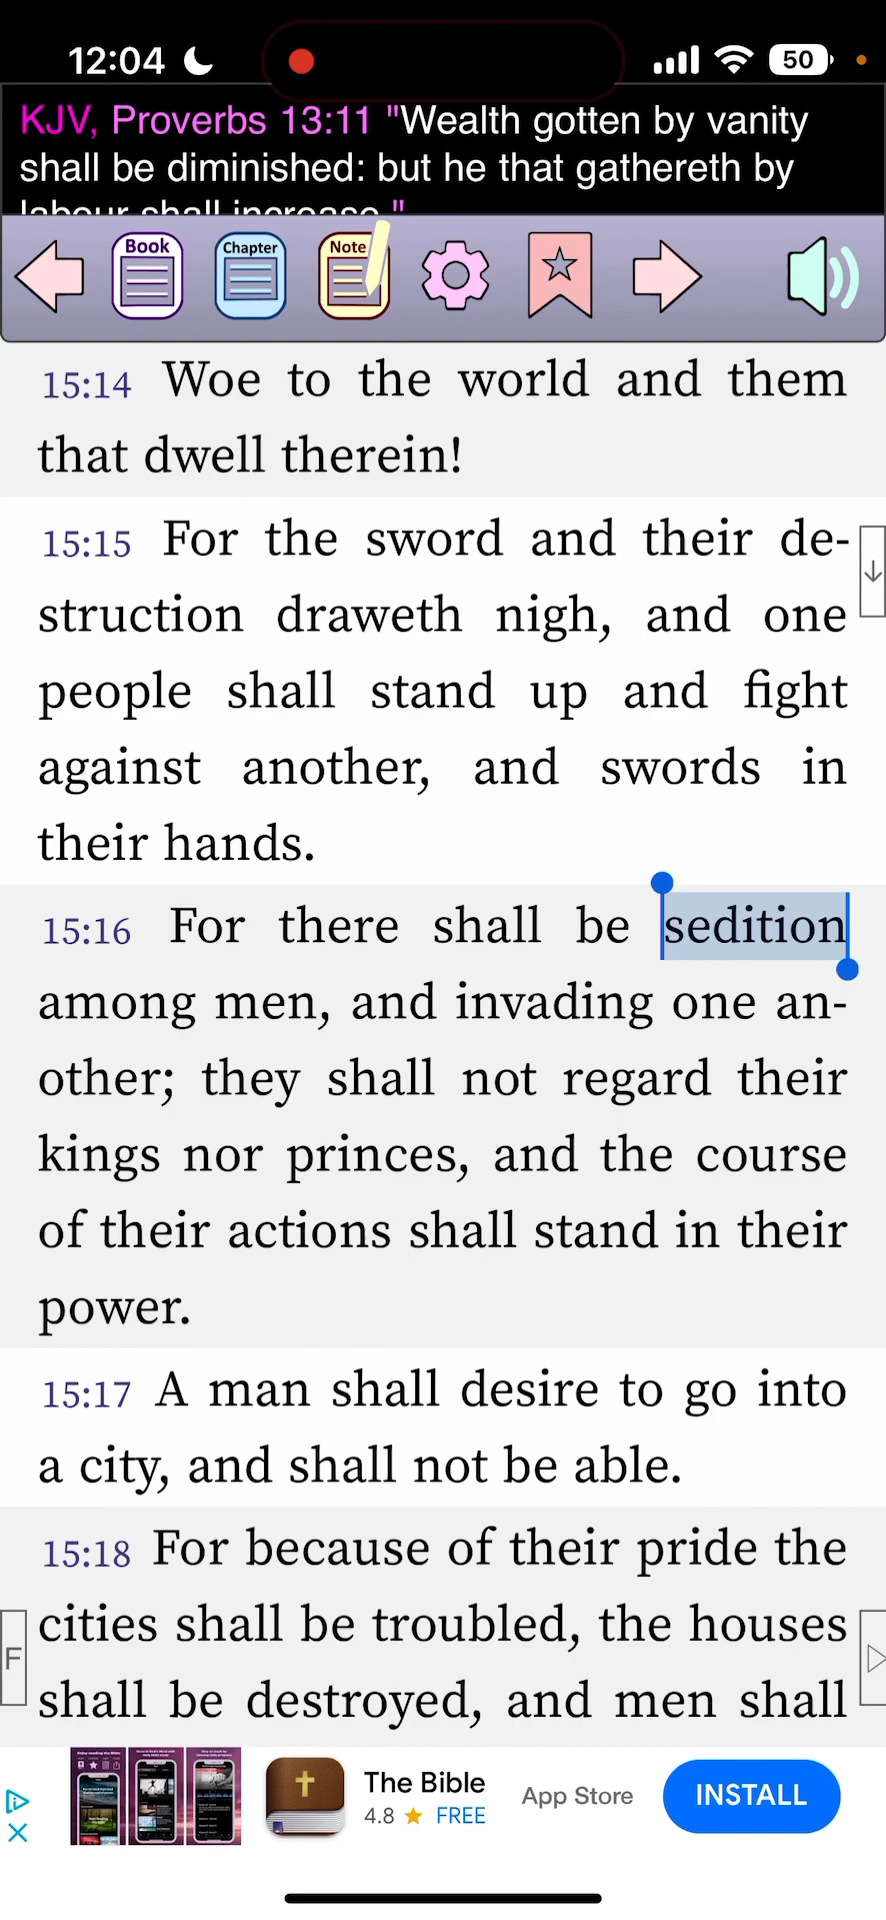 12:04
50
KJV, Proverbs 13:11 "Wealth gotten by vanity
shall be diminished: but he that gathereth by
labour shall increase."
Book
Chapter
Note
15:14 Woe to the world and them
that dwell therein!
15:15 For the sword and their de-
struction draweth nigh, and one
people shall stand up and fight
against another, and swords in
their hands.
15:16 For there shall be sedition
among men, and invading one an-
other; they shall not regard their
kings nor princes, and the course
of their actions shall stand in their
power.
15:17 A man shall desire to go into
a city, and shall not be able.
15:18 For because of their pride the
cities shall be troubled, the houses
F
shall be destroyed, and men shall
The Bible
4.8 ★ FREE
App Store
INSTALL